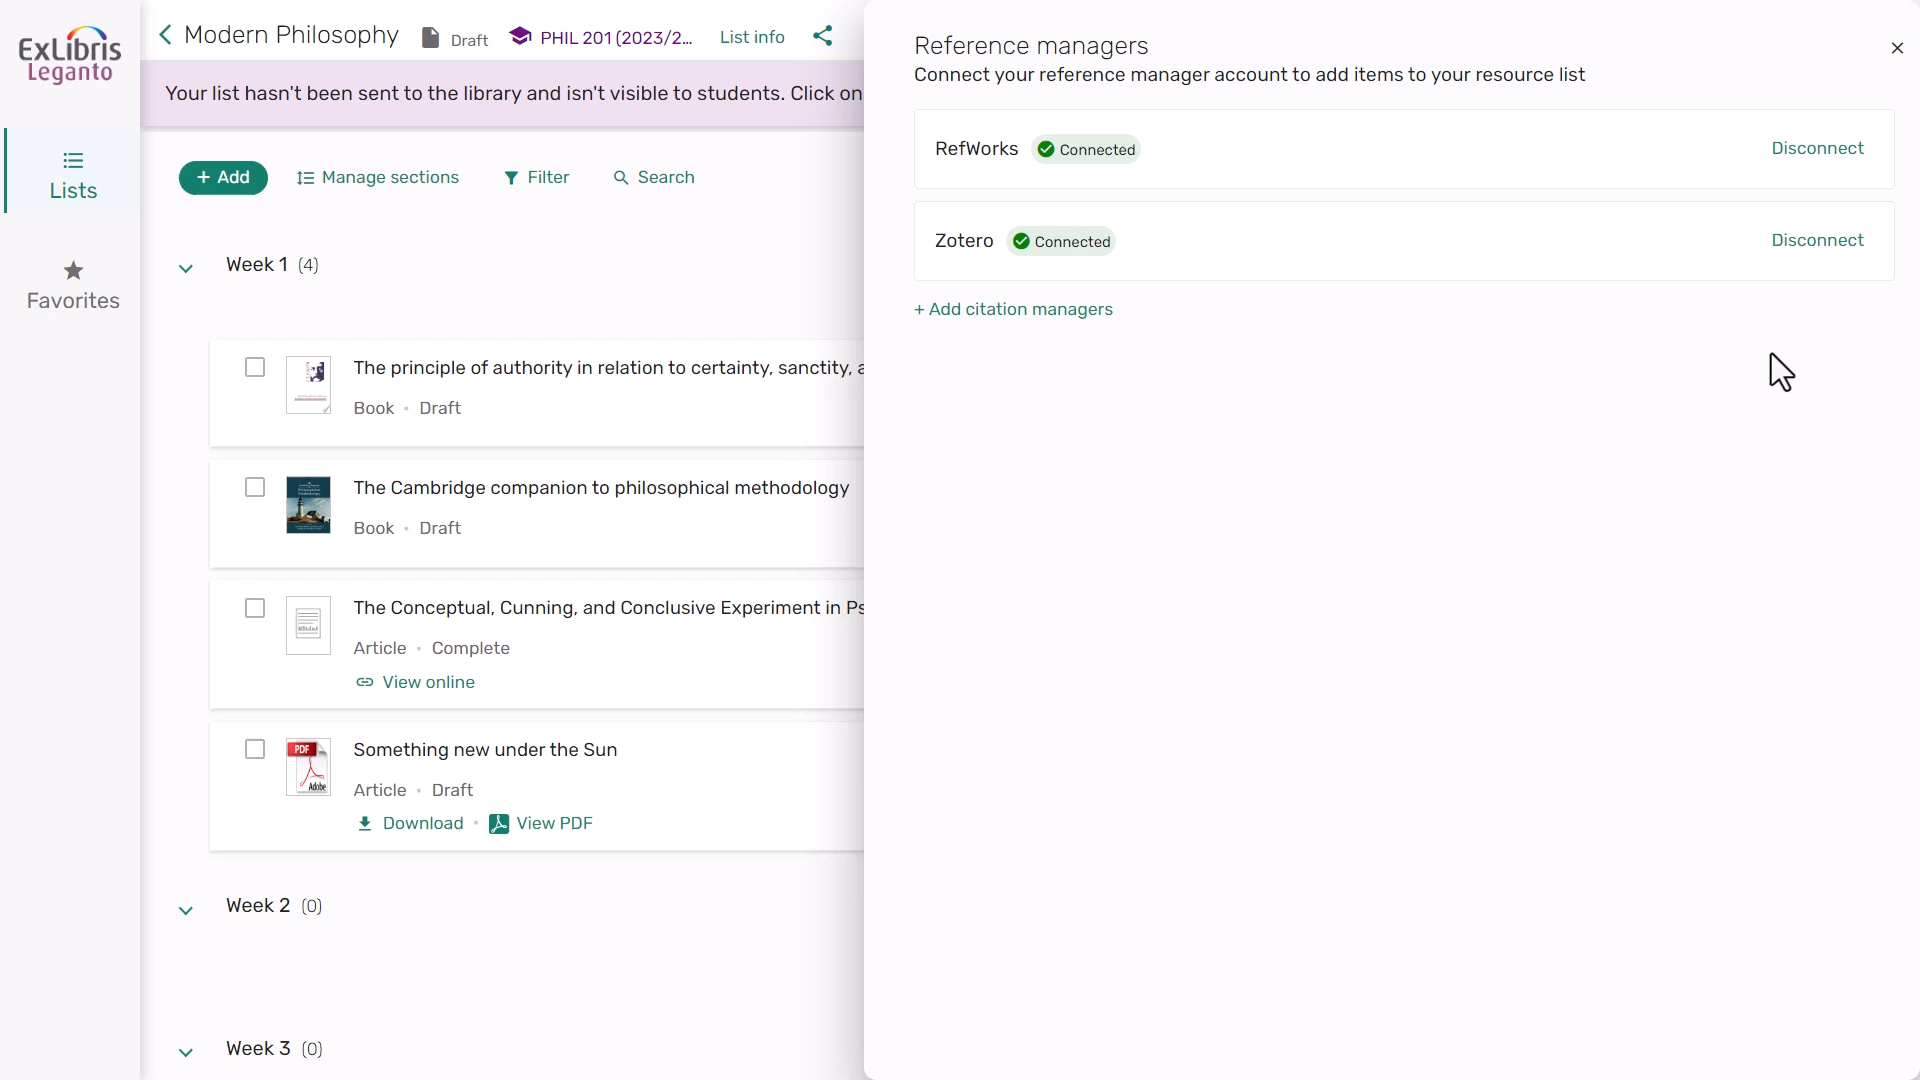 ExLibris
Leganto
Lists
Favorites
Modern Philosophy
Draft
PHIL 201 (2023/2...
List info
Your list hasn't been sent to the library and isn't visible to students. Click on
+ Add
Manage sections
Filter
Search
Week 1 (4)
The principle of authority in relation to certainty, sanctity, a
Book • Draft
The Cambridge companion to philosophical methodology
Book • Draft
The Conceptual, Cunning, and Conclusive Experiment in Ps
Article • Complete
View online
PDF
Adobe
Something new under the Sun
Article • Draft
Download • View PDF
Week 2 (0)
Week 3 (0)
Reference managers
Connect your reference manager account to add items to your resource list
RefWorks Connected Disconnect
Zotero Connected Disconnect
+ Add citation managers